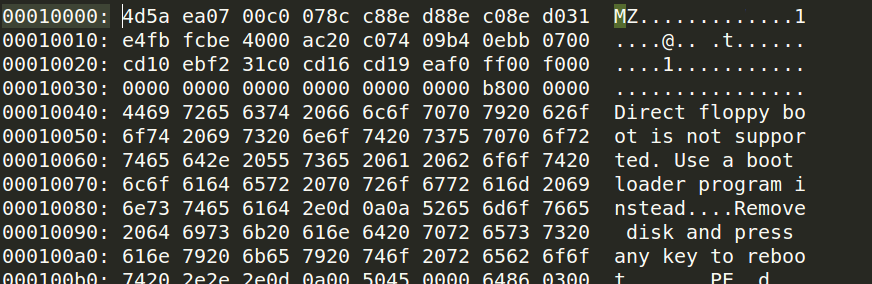 00010000: 4d5a ea07 00c0 078c c88e d88e c08e d031  MZ.............1
00010010: e4fb fcbe 4000 ac20 c074 09b4 0ebb 0700  ....@.. .t......
00010020: cd10 ebf2 31c0 cd16 cd19 eaf0 ff00 f000  ....1...........
00010030: 0000 0000 0000 0000 0000 0000 b800 0000  ................
00010040: 4469 7265 6374 2066 6c6f 7070 7920 626f  Direct floppy bo
00010050: 6f74 2069 7320 6e6f 7420 7375 7070 6f72  ot is not suppor
00010060: 7465 642e 2055 7365 2061 2062 6f6f 7420  ted. Use a boot
00010070: 6c6f 6164 6572 2070 726f 6772 616d 2069  loader program i
00010080: 6e73 7465 6164 2e0d 0a0a 5265 6d6f 7665  nstead....Remove
00010090: 2064 6973 6b20 616e 6420 7072 6573 7320   disk and press
000100a0: 616e 7920 6b65 7920 746f 2072 6562 6f6f  any key to reboo
000100b0: 7420 2e2e 2e0d 0a00 5045 0000 6486 0300  t ......PE..d...